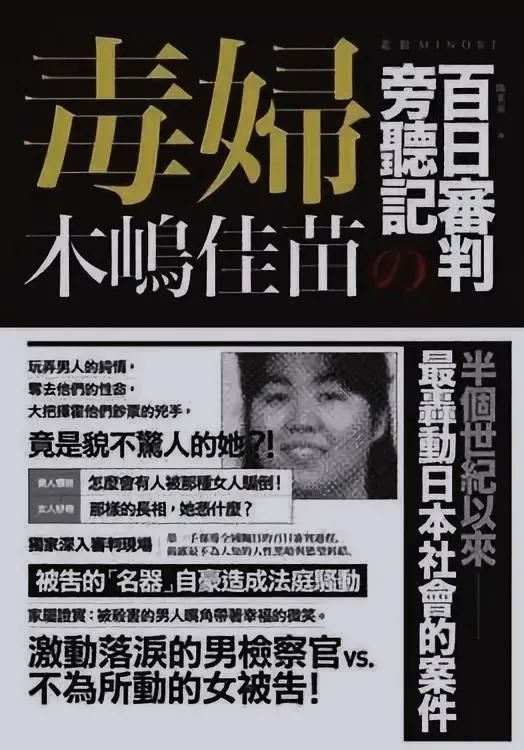 MINORI
百日審判
旁聽記
の
毒婦
木嶋佳苗
半個世紀以來
最轟動日本社會的案件
玩弄男人的純情，
奪去他們的性命，
大把揮霍他們鈔票的兇手，
竟是貌不驚人的她?!
怎麼會有人被那種女人騙倒！
那樣的長相，她憑什麼？
獨家深入審判現場
被告的「名器」自豪造成法庭騷動
家屬證實：被殺害的男人嘴角帶著幸福的微笑。
激動落淚的男檢察官vs.
不為所動的女被告！